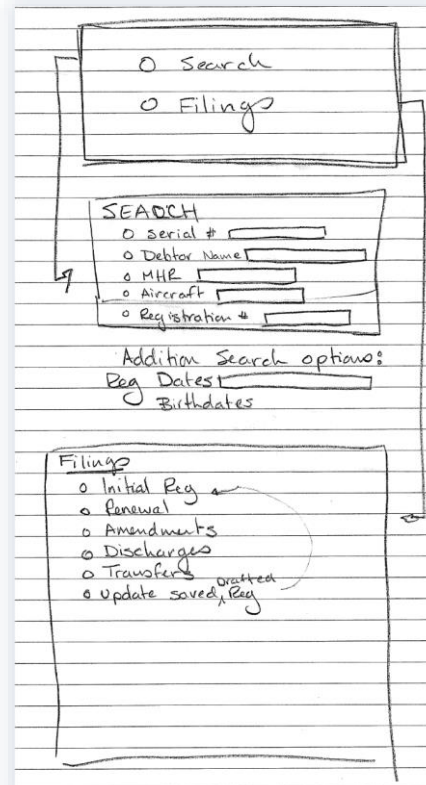 O Search
O Filings
SEARCH
O Serial #
O Debtor Name
O MHR
O Aircraft
O Registration #
Addition Search options:
Reg Dates
Birthdates
Filings
O Initial Reg
O Renewal
O Amendments
O Discharges
O Transfers
O Update saved, Drafted Reg